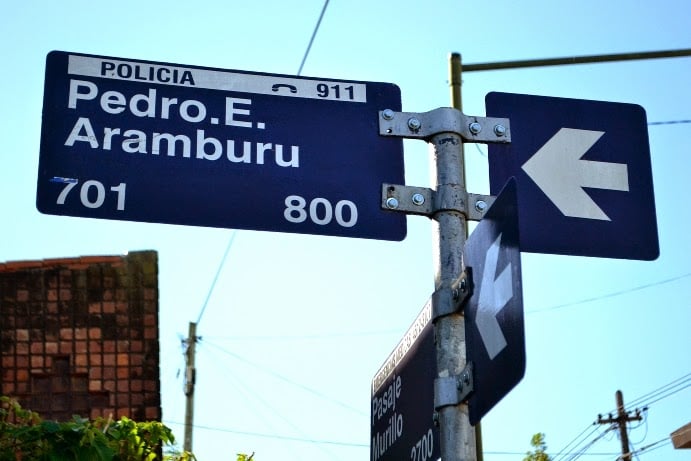 POLICIA 911
Pedro.E.
Aramburu
701 800
Pasaje
Murillo
2700